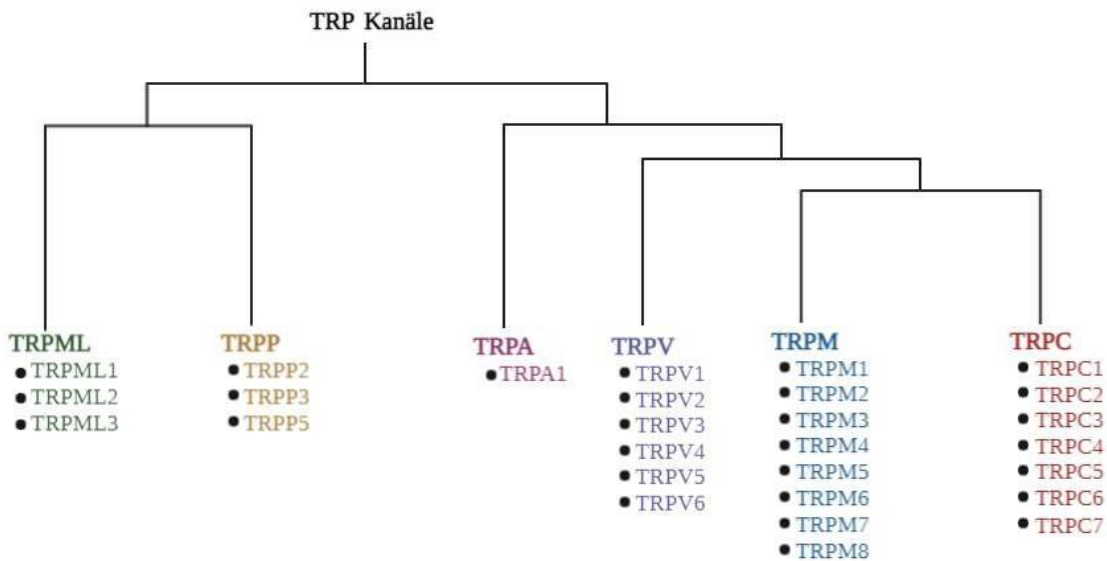 TRP Kanäle
TRPML
• TRPML1
• TRPML2
• TRPML3
TRPP
• TRPP2
• TRPP3
• TRPP5
TRPA
• TRPA1
TRPV
• TRPV1
• TRPV2
• TRPV3
• TRPV4
• TRPV5
• TRPV6
TRPM
• TRPM1
• TRPM2
• TRPM3
• TRPM4
• TRPM5
• TRPM6
• TRPM7
• TRPM8
TRPC
• TRPC1
• TRPC2
• TRPC3
• TRPC4
• TRPC5
• TRPC6
• TRPC7